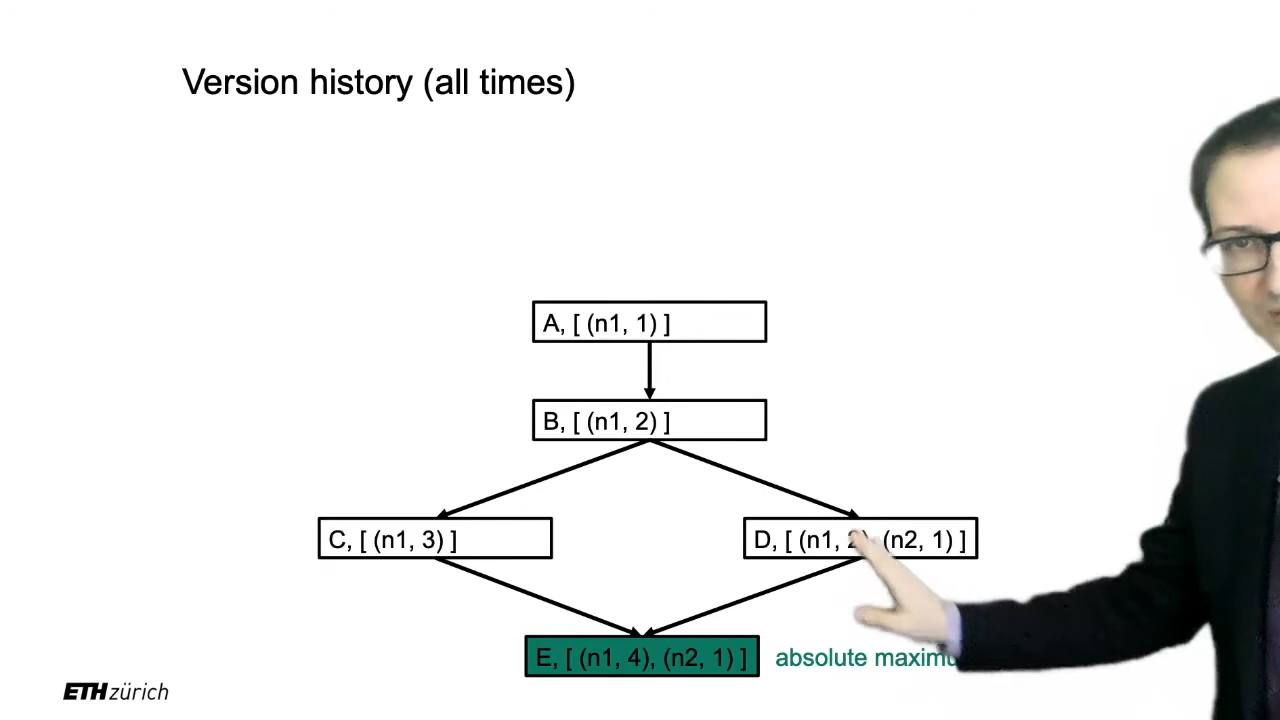 Version history (all times)
A, [ (n1, 1) ]
B, [ (n1, 2) ]
C, [ (n1, 3) ]
D, [ (n1, 2), (n2, 1) ]
E, [ (n1, 4), (n2, 1) ]
absolute
ETH zürich